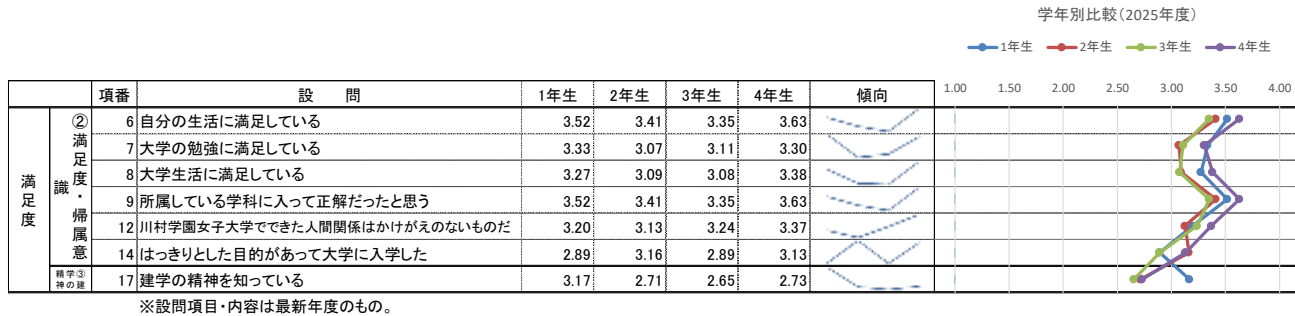 学年別比較(2025年度)
1年生 2年生 3年生 4年生
項番 設問 1年生 2年生 3年生 4年生 傾向 1.00 1.50 2.00 2.50 3.00 3.50 4.00
満足度
②満足度・帰属意識
6 自分の生活に満足している 3.52 3.41 3.35 3.63
7 大学の勉強に満足している 3.33 3.07 3.11 3.30
8 大学生活に満足している 3.27 3.09 3.08 3.38
9 所属している学科に入って正解だったと思う 3.52 3.41 3.35 3.63
12 川村学園女子大学でできた人間関係はかけがえのないものだ 3.20 3.13 3.24 3.37
14 はっきりとした目的があって大学に入学した 2.89 3.16 2.89 3.13
精学③
神の建
17 建学の精神を知っている 3.17 2.71 2.65 2.73
※設問項目・内容は最新年度のもの。